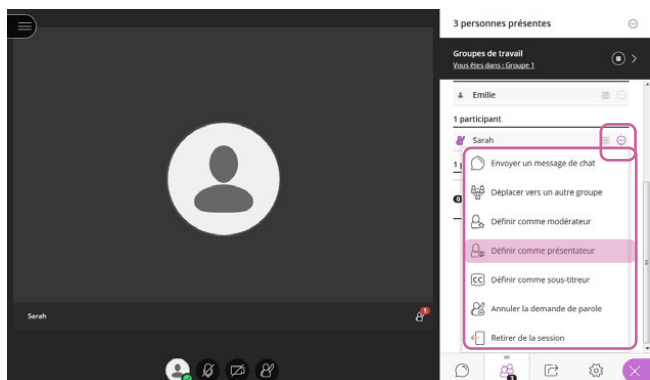 3 personnes présentes
Groupes de travail
Vous êtes dans : Groupe 1
Emilie
1 participant
Sarah
Envoyer un message de chat
Déplacer vers un autre groupe
Définir comme modérateur
Définir comme présentateur
CC Définir comme sous-titreur
Annuler la demande de parole
Retirer de la session
Sarah
1